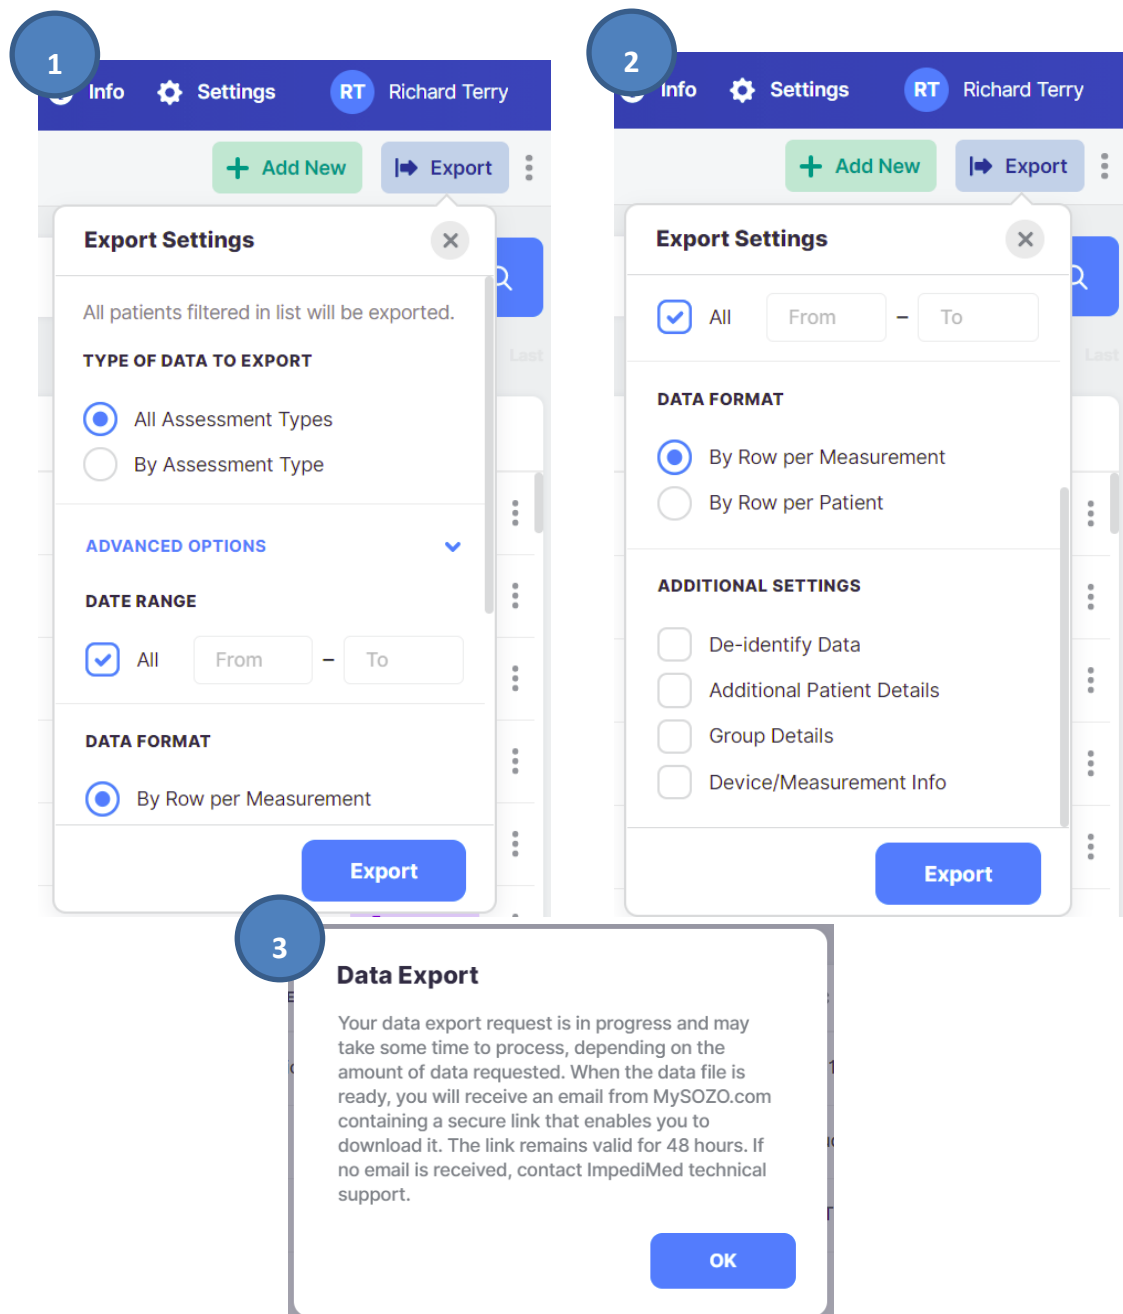 1
Info
Settings
RT
Richard Terry
Add New
Export
Export Settings
All patients filtered in list will be exported.
Last
TYPE OF DATA TO EXPORT
All Assessment Types
By Assessment Type
ADVANCED OPTIONS
DATE RANGE
All
From
–
To
DATA FORMAT
By Row per Measurement
Export
2
Info
Settings
RT
Richard Terry
Add New
Export
Export Settings
All
From
–
To
Last
DATA FORMAT
By Row per Measurement
By Row per Patient
ADDITIONAL SETTINGS
De-identify Data
Additional Patient Details
Group Details
Device/Measurement Info
Export
3
Data Export
Your data export request is in progress and may
take some time to process, depending on the
amount of data requested. When the data file is
ready, you will receive an email from MySOZO.com
containing a secure link that enables you to
download it. The link remains valid for 48 hours. If
no email is received, contact ImpediMed technical
support.
OK